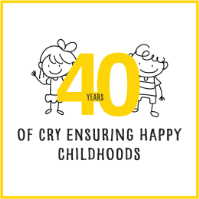 40
YEARS
OF CRY ENSURING HAPPY
CHILDHOODS